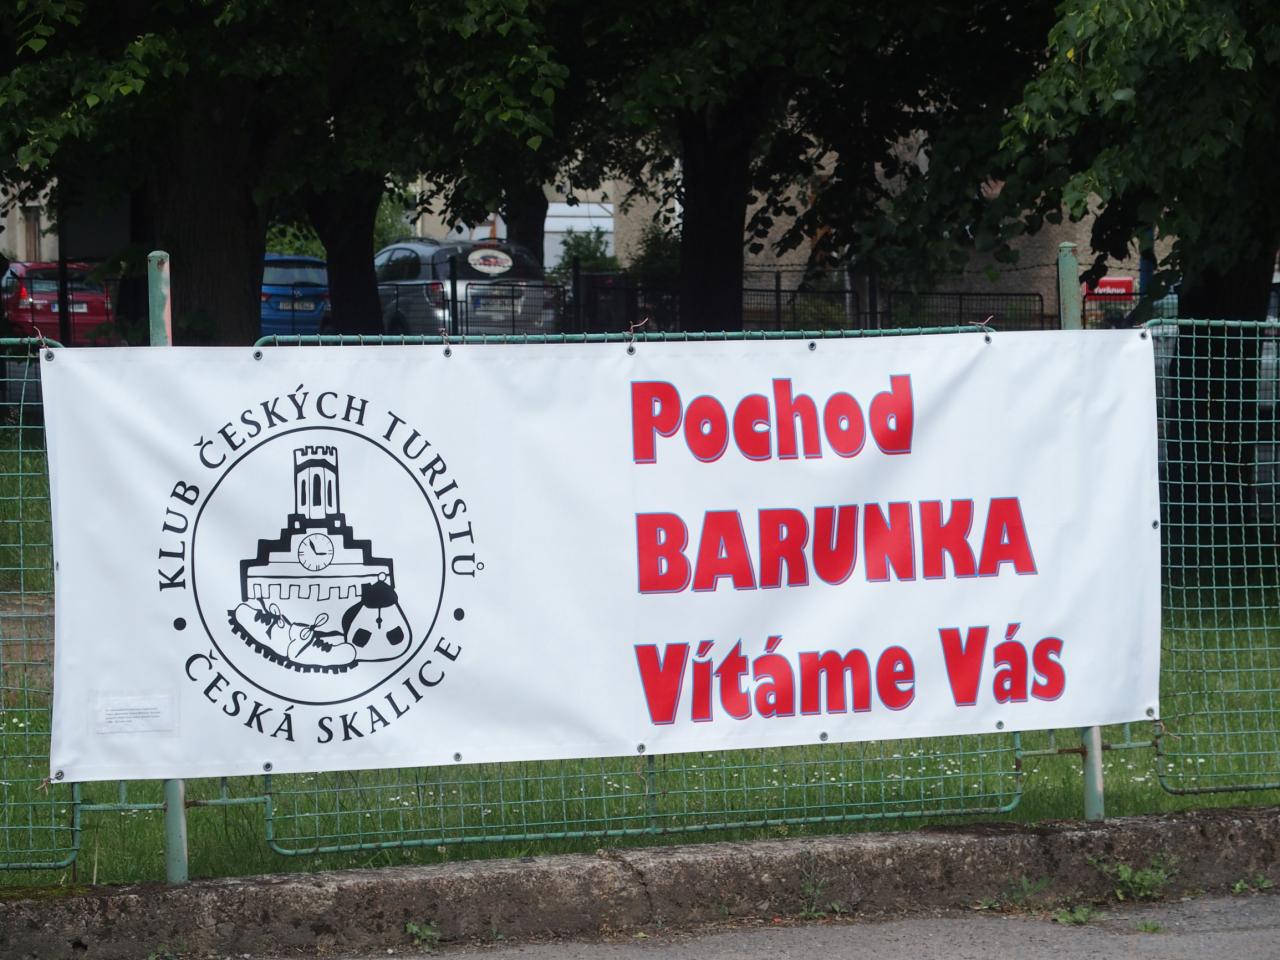 KLUB ČESKÝCH TURISTŮ
• ČESKÁ SKALICE •
Pochod
BARUNKA
Vítáme Vás